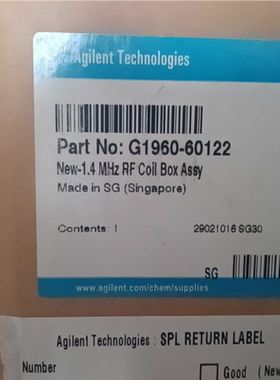 Agilent Technologies
Part No: G1960-60122
New-1.4 MHz RF Coil Box Assy
Made in SG (Singapore)
Contents: 1 29021016 SG30
SG
www.agilent.com/chem/supplies
Agilent Technologies : SPL RETURN LABEL
Number Good (New